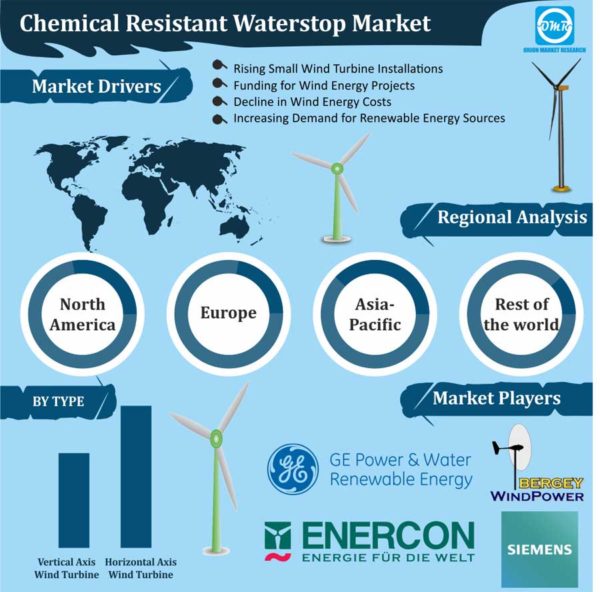 Chemical Resistant Waterstop Market
OMR
ORION MARKET RESEARCH
Market Drivers
Rising Small Wind Turbine Installations
Funding for Wind Energy Projects
Decline in Wind Energy Costs
Increasing Demand for Renewable Energy Sources
Regional Analysis
North
America
Europe
Asia-
Pacific
Rest of
the world
BY TYPE
Vertical Axis
Wind Turbine
Horizontal Axis
Wind Turbine
Market Players
GE
GE Power & Water
Renewable Energy
BERGEY
WINDPOWER
ENERCON
ENERGIE FÜR DIE WELT
SIEMENS